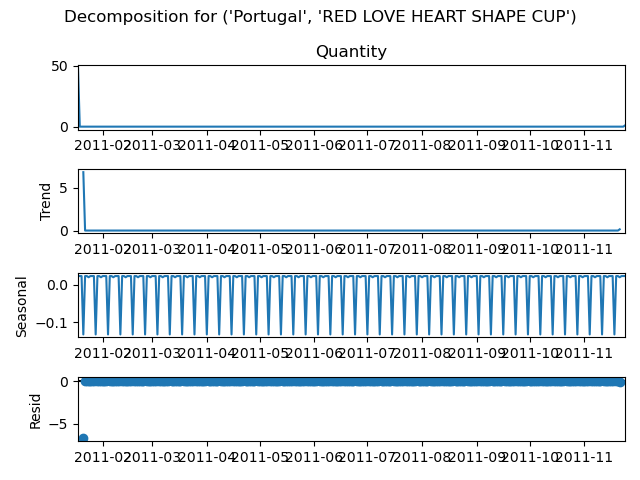 Decomposition for ('Portugal', 'RED LOVE HEART SHAPE CUP')
Quantity
50
0
2011-02 2011-03 2011-04 2011-05 2011-06 2011-07 2011-08 2011-09 2011-10 2011-11
Trend
5
0
2011-02 2011-03 2011-04 2011-05 2011-06 2011-07 2011-08 2011-09 2011-10 2011-11
Seasonal
0.0
−0.1
2011-02 2011-03 2011-04 2011-05 2011-06 2011-07 2011-08 2011-09 2011-10 2011-11
Resid
0
−5
2011-02 2011-03 2011-04 2011-05 2011-06 2011-07 2011-08 2011-09 2011-10 2011-11